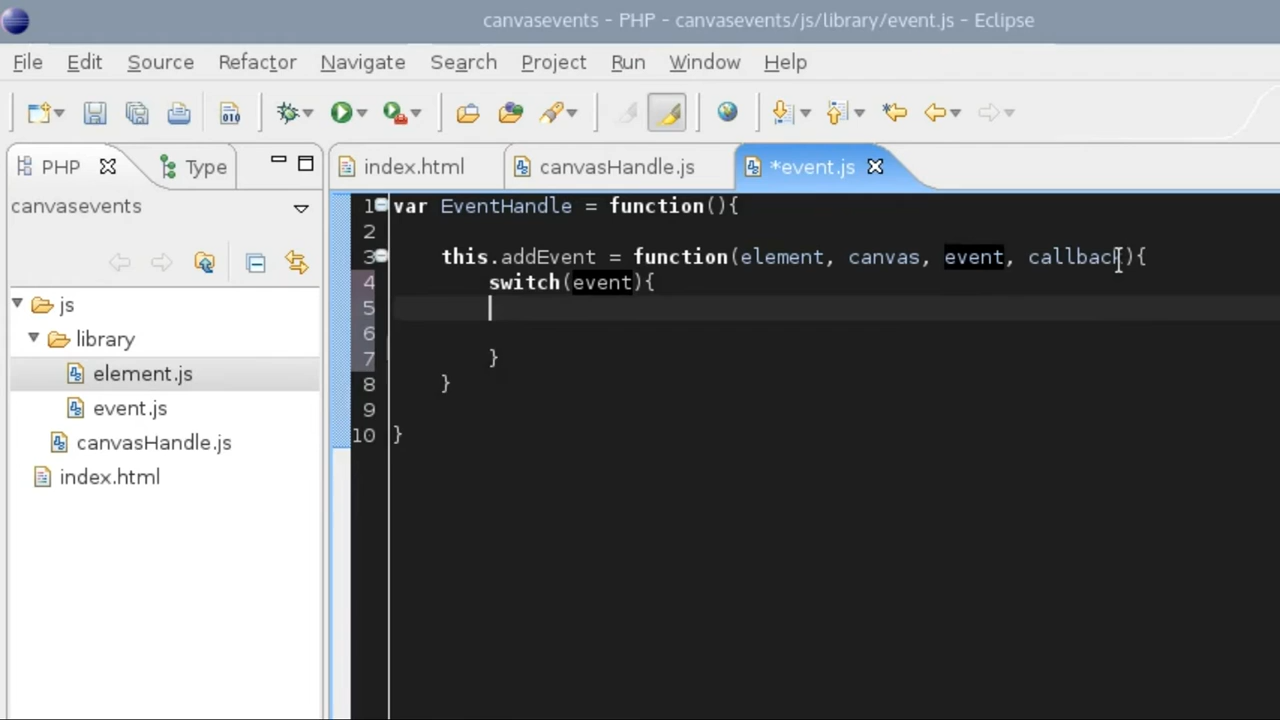 canvasevents - PHP - canvasevents/js/library/event.js - Eclipse
File Edit Source Refactor Navigate Search Project Run Window Help
010
PHP Type index.html canvasHandle.js *event.js
canvasevents
js
library
element.js
event.js
canvasHandle.js
index.html
1 var EventHandle = function(){
2
3 this.addEvent = function(element, canvas, event, callback){
4 switch(event){
5
6
7 }
8 }
9
10 }